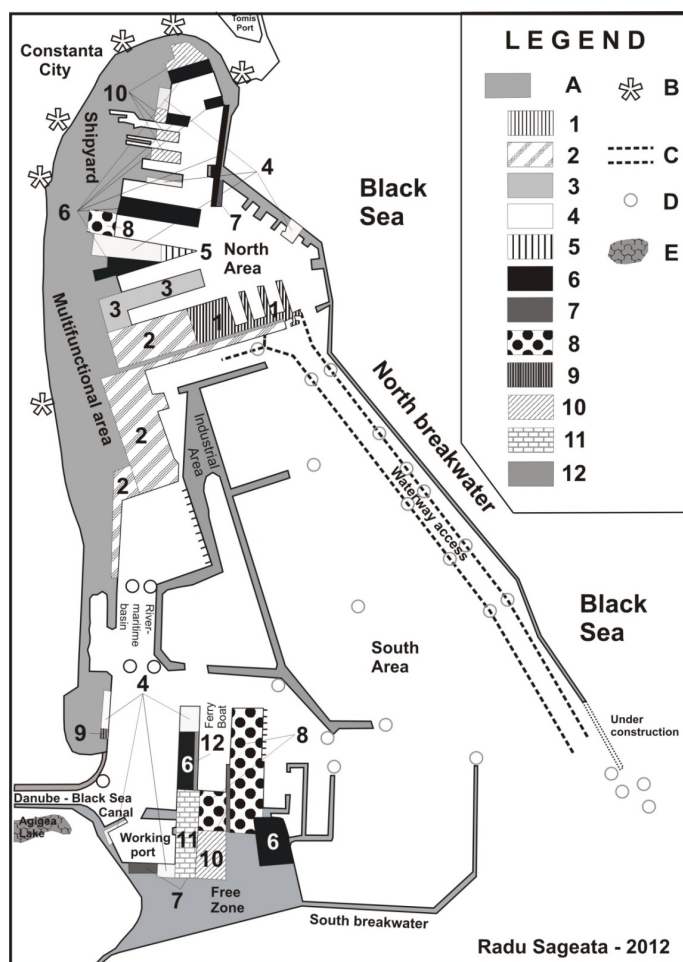 Tomis
Port
Constanta
City
LEGEND
A
B
1
2
C
3
4
D
5
E
6
7
8
9
10
11
12
10
Shipyard
4
Black
Sea
6
8
7
5
North
Area
3
3
1
1
2
Multifunctional area
2
Industrial
Area
2
North breakwater
Waterway access
River-
maritime
basin
Black
Sea
South
Area
4
Ferry
Boat
9
12
8
6
Under
construction
Danube - Black Sea
Canal
Agigea
Lake
Working
port
11
10
6
7
Free
Zone
South breakwater
Radu Sageata - 2012